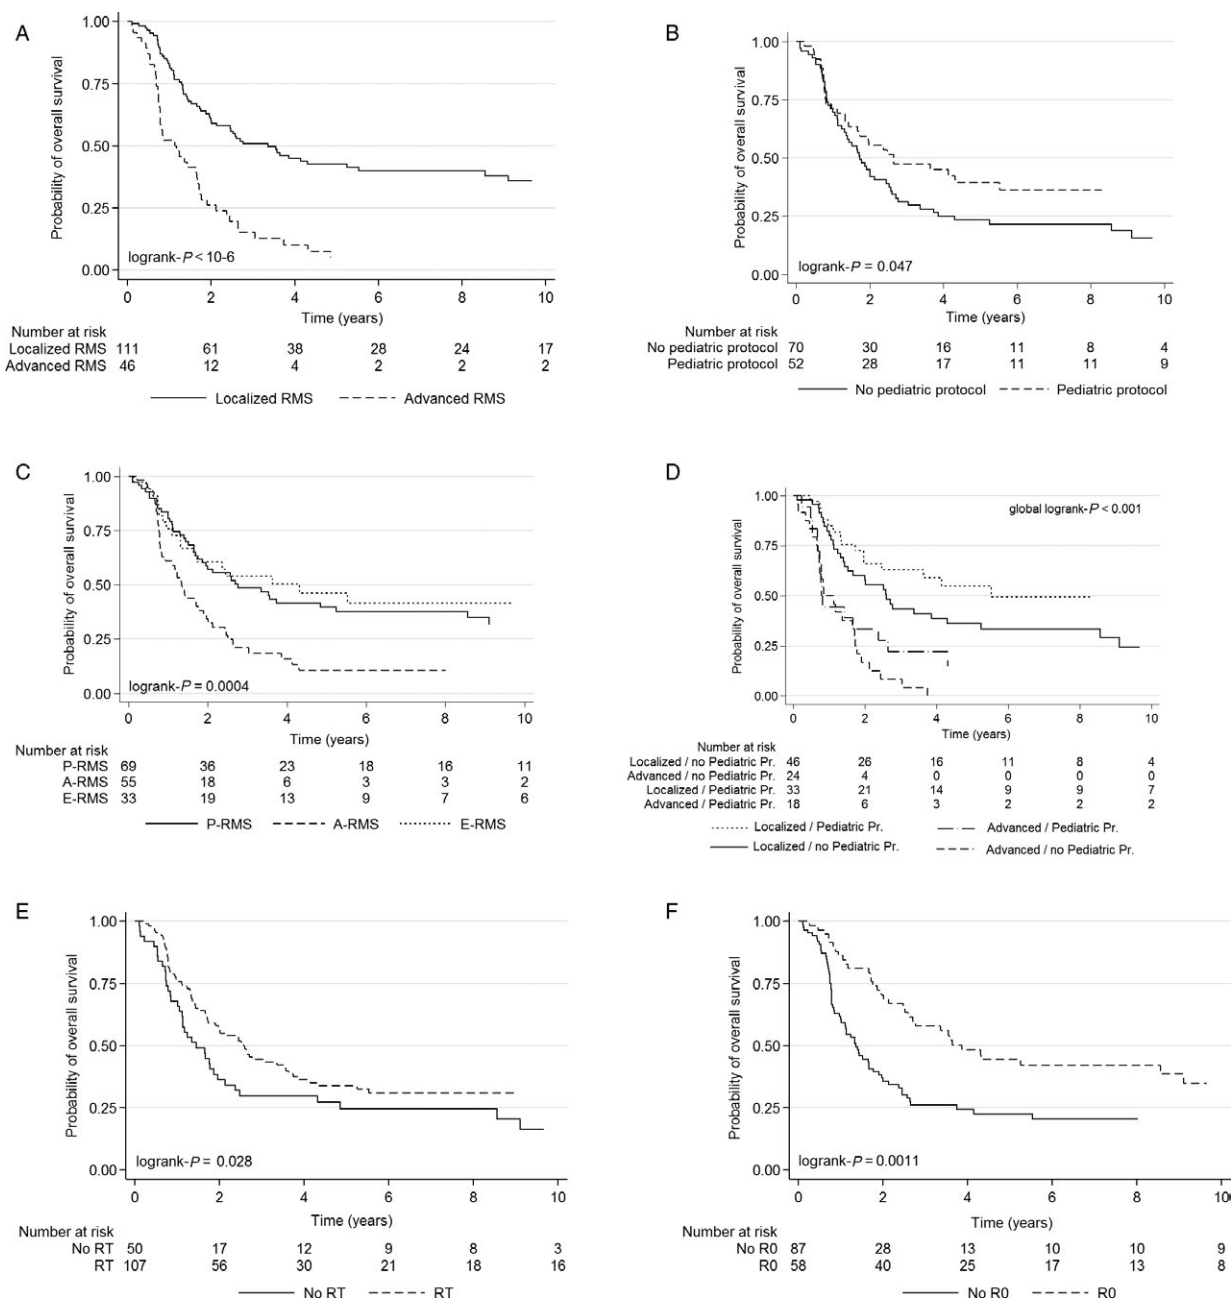 A
Probability of overall survival
1.00
0.75
0.50
0.25
0.00
logrank-P < 10-6
0 2 4 6 8 10
Time (years)
Number at risk
Localized RMS 111 61 38 28 24 17
Advanced RMS 46 12 4 2 2 2
Localized RMS Advanced RMS
B
Probability of overall survival
1.00
0.75
0.50
0.25
0.00
logrank-P = 0.047
0 2 4 6 8 10
Time (years)
Number at risk
No pediatric protocol 70 30 16 11 8 4
Pediatric protocol 52 28 17 11 11 9
No pediatric protocol Pediatric protocol
C
Probability of overall survival
1.00
0.75
0.50
0.25
0.00
logrank-P = 0.0004
0 2 4 6 8 10
Time (years)
Number at risk
P-RMS 69 36 23 18 16 11
A-RMS 55 18 6 3 3 2
E-RMS 33 19 13 9 7 6
P-RMS A-RMS E-RMS
D
Probability of overall survival
1.00
0.75
0.50
0.25
0.00
global logrank-P < 0.001
0 2 4 6 8 10
Time (years)
Number at risk
Localized / no Pediatric Pr. 46 26 16 11 8 4
Advanced / no Pediatric Pr. 24 4 0 0 0 0
Localized / Pediatric Pr. 33 21 14 9 9 7
Advanced / Pediatric Pr. 18 6 3 2 2 2
Localized / Pediatric Pr. Advanced / Pediatric Pr.
Localized / no Pediatric Pr. Advanced / no Pediatric Pr.
E
Probability of overall survival
1.00
0.75
0.50
0.25
0.00
logrank-P = 0.028
0 2 4 6 8 10
Time (years)
Number at risk
No RT 50 17 12 9 8 3
RT 107 56 30 21 18 16
No RT RT
F
Probability of overall survival
1.00
0.75
0.50
0.25
0.00
logrank-P = 0.0011
0 2 4 6 8 10
Time (years)
Number at risk
No R0 87 28 13 10 10 9
R0 58 40 25 17 13 8
No R0 R0